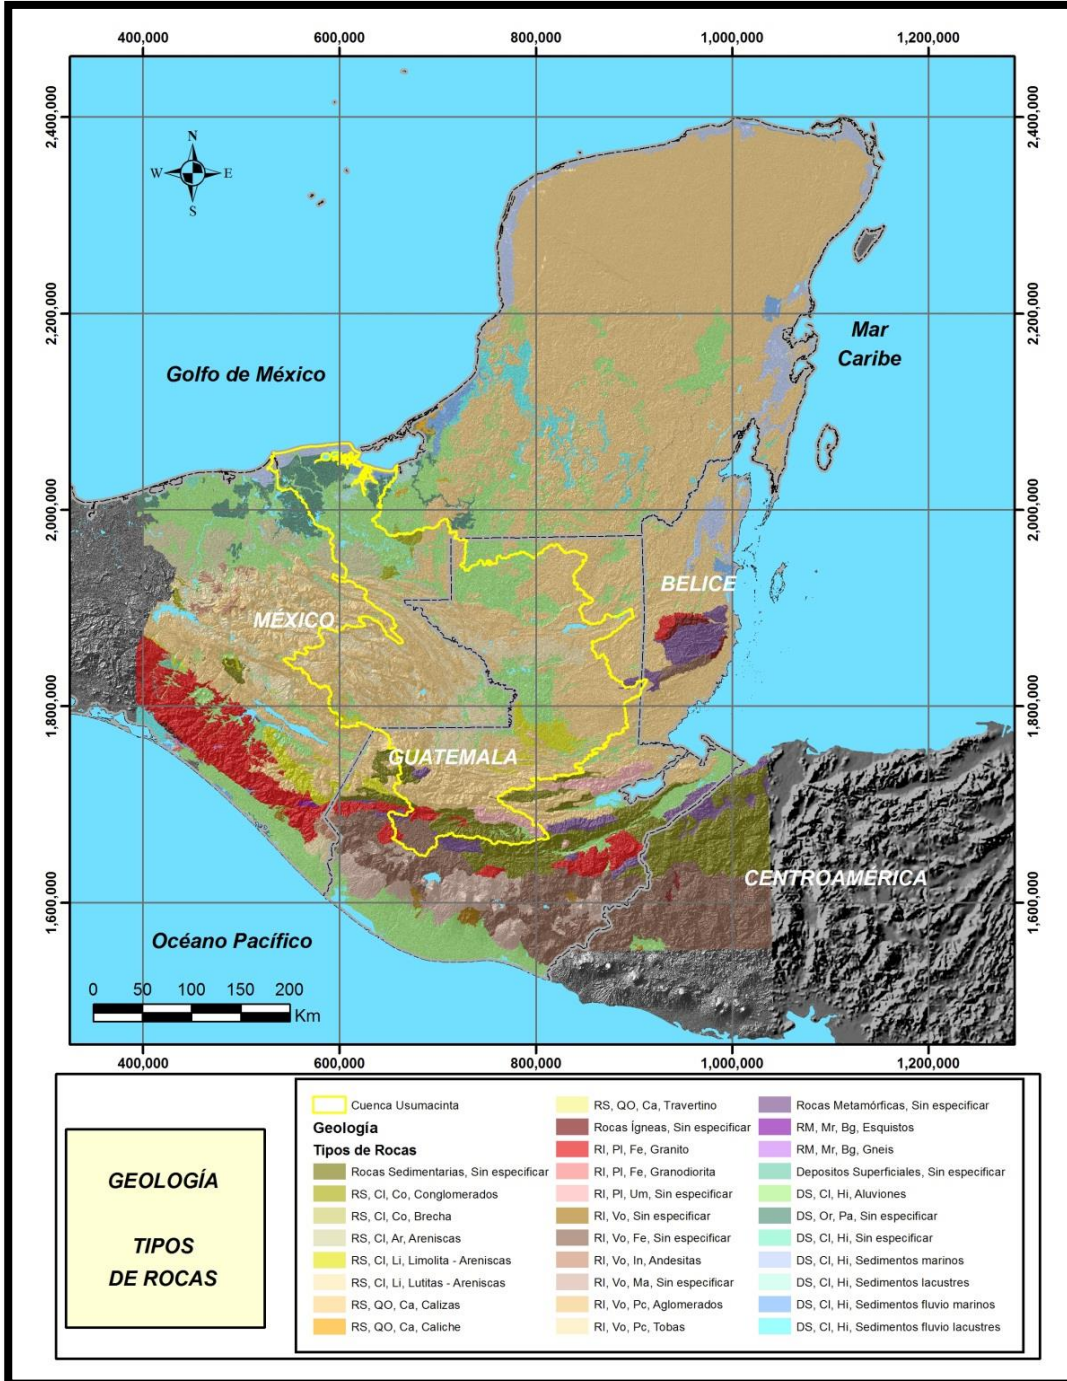 400,000 600,000 800,000 1,000,000 1,200,000
2,400,000 2,400,000
N
W E
S
2,200,000 2,200,000
Mar
Caribe
Golfo de México
2,000,000 2,000,000
BELICE
MÉXICO
1,800,000 1,800,000
GUATEMALA
CENTROAMÉRICA
1,600,000 1,600,000
Océano Pacífico
0 50 100 150 200
Km
400,000 600,000 800,000 1,000,000 1,200,000
GEOLOGÍA
TIPOS
DE ROCAS
Cuenca Usumacinta
Geología
Tipos de Rocas
Rocas Sedimentarias, Sin especificar
RS, Cl, Co, Conglomerados
RS, Cl, Co, Brecha
RS, Cl, Ar, Areniscas
RS, Cl, Li, Limolita - Areniscas
RS, Cl, Li, Lutitas - Areniscas
RS, QO, Ca, Calizas
RS, QO, Ca, Caliche
RS, QO, Ca, Travertino
Rocas Ígneas, Sin especificar
RI, Pl, Fe, Granito
RI, Pl, Fe, Granodiorita
RI, Pl, Um, Sin especificar
RI, Vo, Sin especificar
RI, Vo, Fe, Sin especificar
RI, Vo, In, Andesitas
RI, Vo, Ma, Sin especificar
RI, Vo, Pc, Aglomerados
RI, Vo, Pc, Tobas
Rocas Metamórficas, Sin especificar
RM, Mr, Bg, Esquistos
RM, Mr, Bg, Gneis
Depositos Superficiales, Sin especificar
DS, Cl, Hi, Aluviones
DS, Or, Pa, Sin especificar
DS, Cl, Hi, Sin especificar
DS, Cl, Hi, Sedimentos marinos
DS, Cl, Hi, Sedimentos lacustres
DS, Cl, Hi, Sedimentos fluvio marinos
DS, Cl, Hi, Sedimentos fluvio lacustres